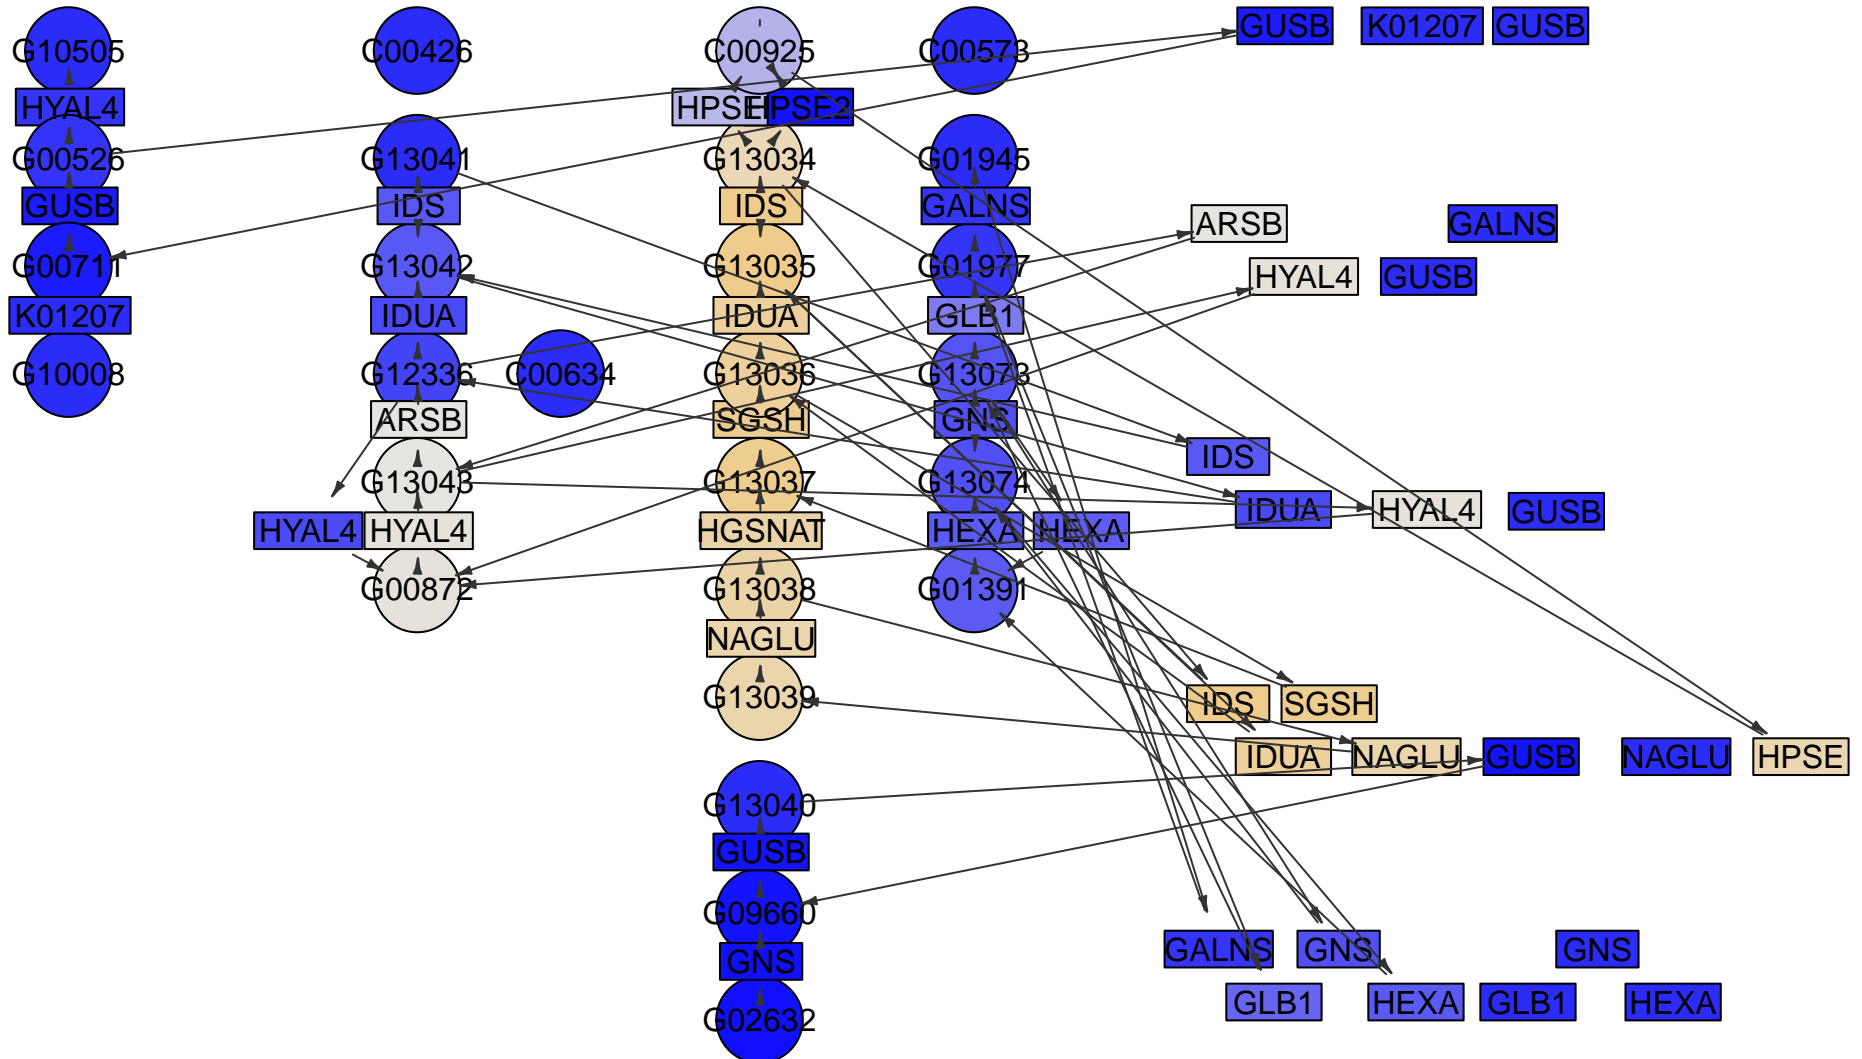 G10505 C00426 C00925 C00573 GUSB K01207 GUSB
HYAL4 HPSE HPSE2
G00526 G13041 G13034 G01945
GUSB IDS IDS GALNS ARSB GALNS
G00711 G13042 G13035 G01977 HYAL4 GUSB
K01207 IDUA IDUA GLB1
G10008 G12336 C00634 G13036 G13073
ARSB SGSH GNS
IDS
G13043 G13037 G13074
HYAL4 HYAL4 HGSNAT HEXA HEXA IDUA HYAL4 GUSB
G00872 G13038 G01391
NAGLU
G13039 IDS SGSH
IDUA NAGLU GUSB NAGLU HPSE
G13040
GUSB
G09660
GNS GALNS GNS GNS
G02632 GLB1 HEXA GLB1 HEXA